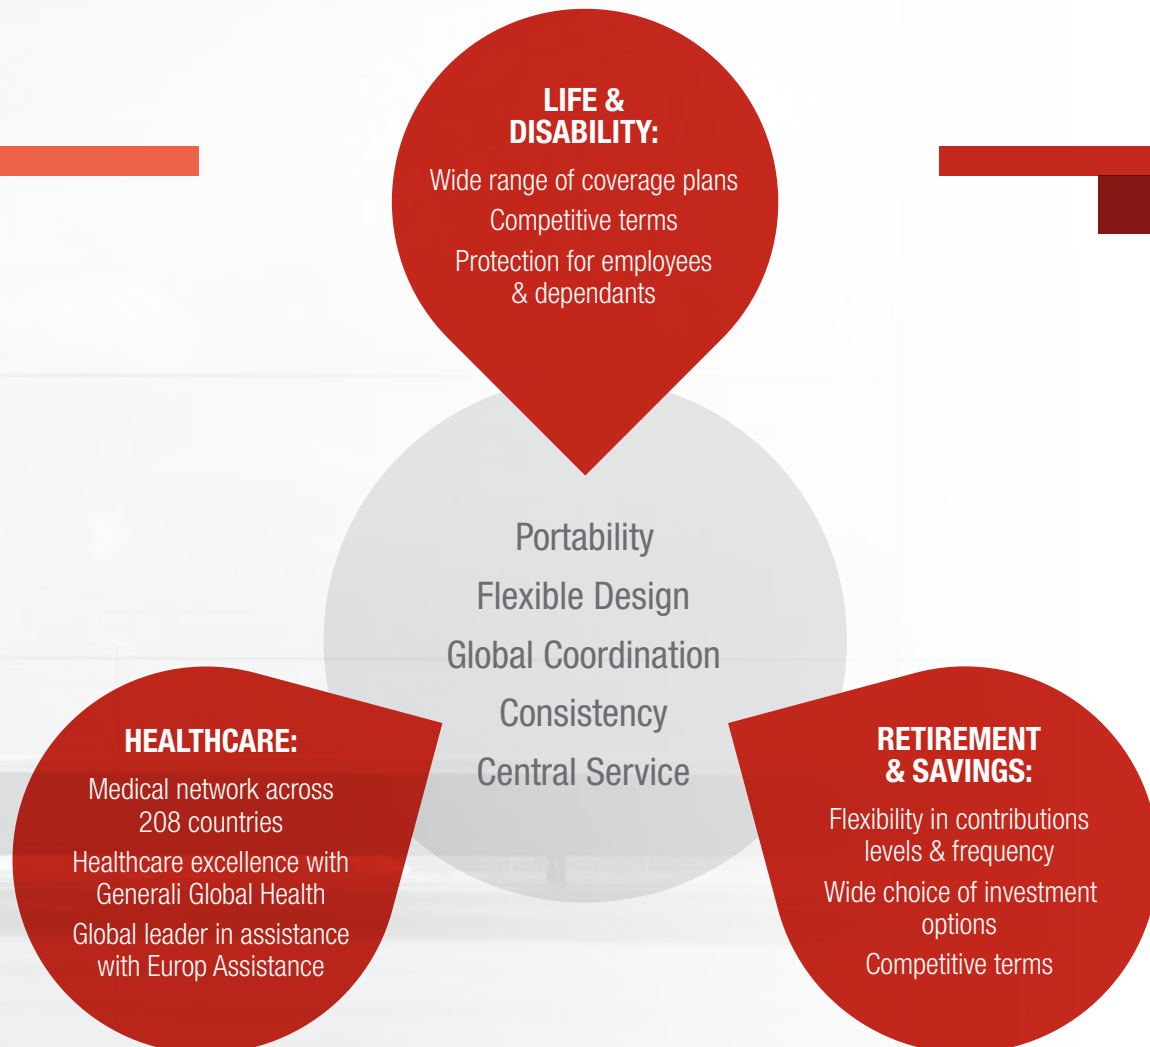 LIFE &
DISABILITY:
Wide range of coverage plans
Competitive terms
Protection for employees
& dependants
Portability
Flexible Design
Global Coordination
Consistency
Central Service
HEALTHCARE:
Medical network across
208 countries
Healthcare excellence with
Generali Global Health
Global leader in assistance
with Europ Assistance
RETIREMENT
& SAVINGS:
Flexibility in contributions
levels & frequency
Wide choice of investment
options
Competitive terms